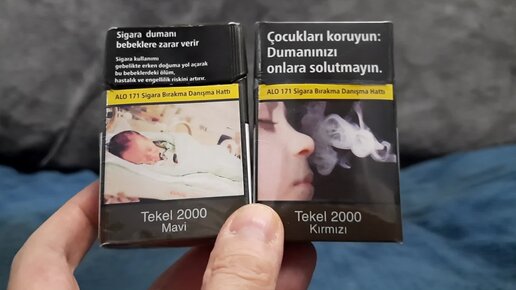 Sigara dumanı
bebeklere zarar verir
Sigara kullanımı
gebelikte erken doğuma yol açarak
bu bebeklerdeki ölüm,
hastalık ve engellilik riskini artırır.
ALO 171 Sigara Bırakma Danışma Hattı
Tekel 2000
Mavi
Çocukları koruyun:
Dumanınızı
onlara solutmayın.
ALO 171 Sigara Bırakma Danışma Hattı
Tekel 2000
Kırmızı